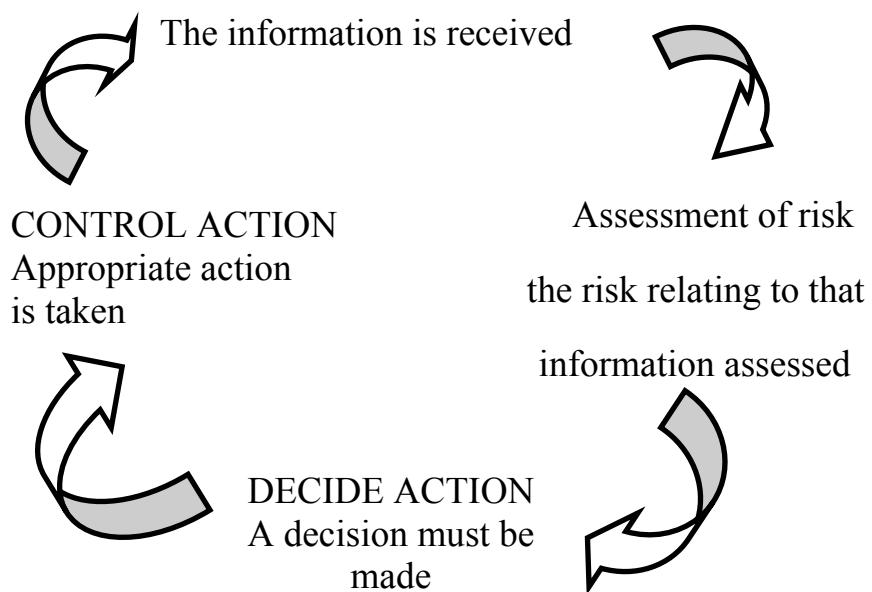 The information is received
Assessment of risk
the risk relating to that
information assessed
DECIDE ACTION
A decision must be
made
CONTROL ACTION
Appropriate action
is taken